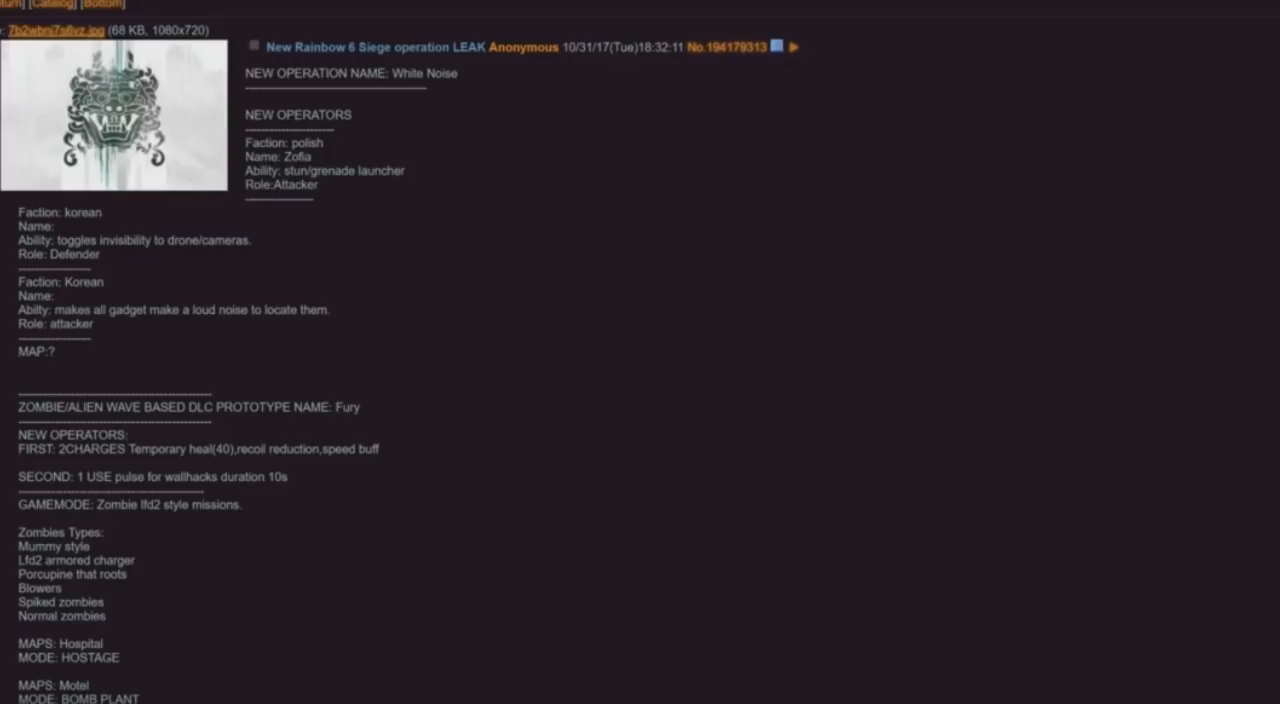 [Catalog] [Bottom]
(68 KB, 1080x720)
New Rainbow 6 Siege operation LEAK Anonymous 10/31/17(Tue)18:32:11 No.194179313
NEW OPERATION NAME: White Noise
NEW OPERATORS
Faction: polish
Name: Zofia
Ability: stun/grenade launcher
Role:Attacker
Faction: korean
Name:
Ability: toggles invisibility to drone/cameras.
Role: Defender
Faction: Korean
Name:
Abilty: makes all gadget make a loud noise to locate them.
Role: attacker
MAP:?
ZOMBIE/ALIEN WAVE BASED DLC PROTOTYPE NAME: Fury
NEW OPERATORS:
FIRST: 2CHARGES Temporary heal(40),recoil reduction,speed buff
SECOND: 1 USE pulse for wallhacks duration 10s
GAMEMODE: Zombie lfd2 style missions.
Zombies Types:
Mummy style
Lfd2 armored charger
Porcupine that roots
Blowers
Spiked zombies
Normal zombies
MAPS: Hospital
MODE: HOSTAGE
MAPS: Motel
MODE: BOMB PLANT